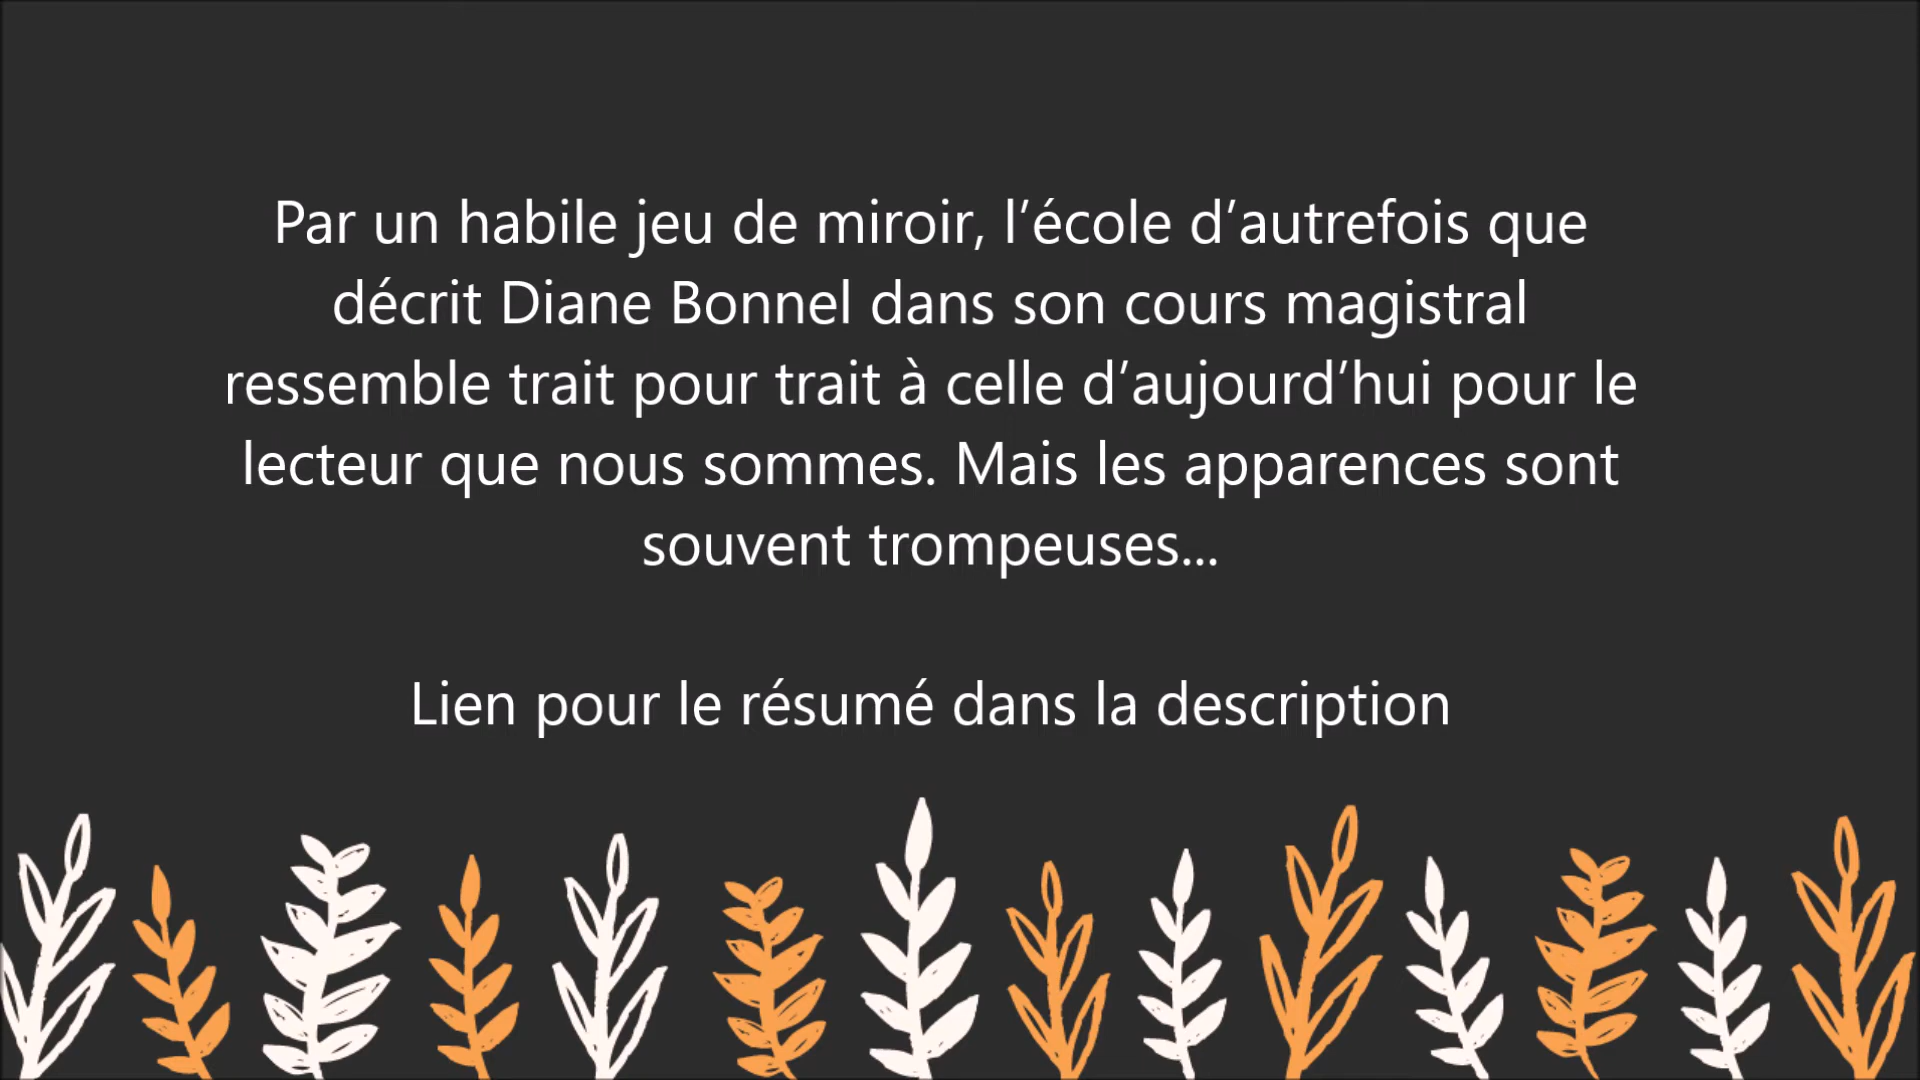 Par un habile jeu de miroir, l’école d’autrefois que
décrit Diane Bonnel dans son cours magistral
ressemble trait pour trait à celle d’aujourd’hui pour le
lecteur que nous sommes. Mais les apparences sont
souvent trompeuses...
Lien pour le résumé dans la description